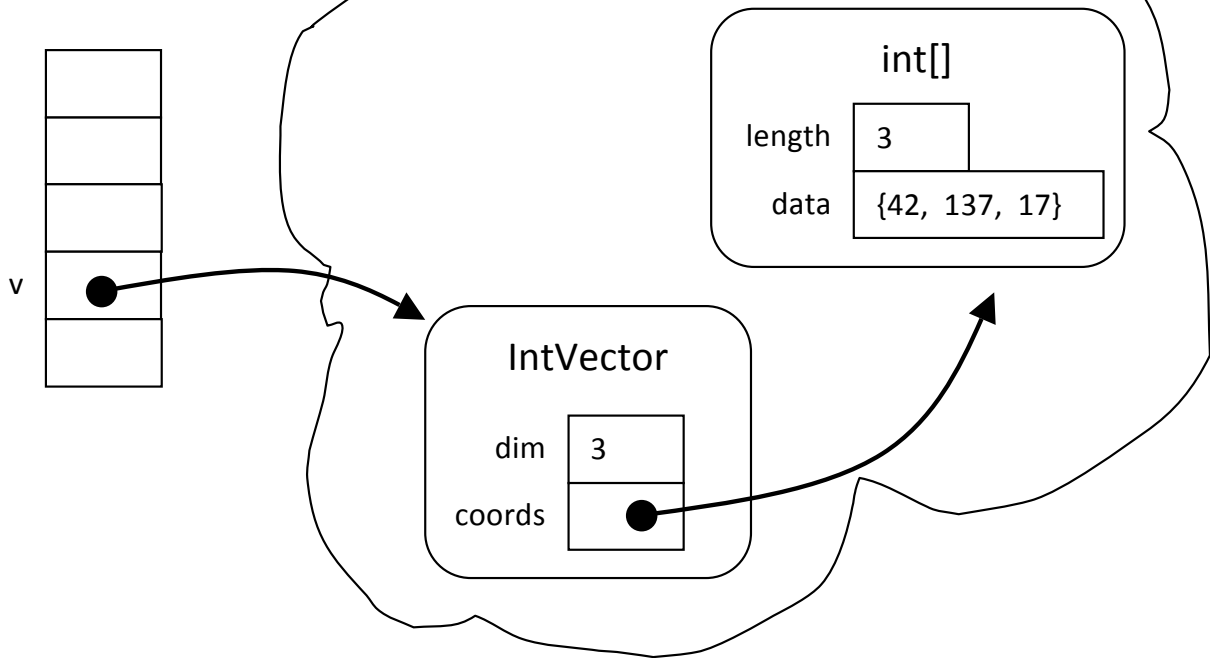 int[]
length 3
data {42, 137, 17}
v
IntVector
dim 3
coords